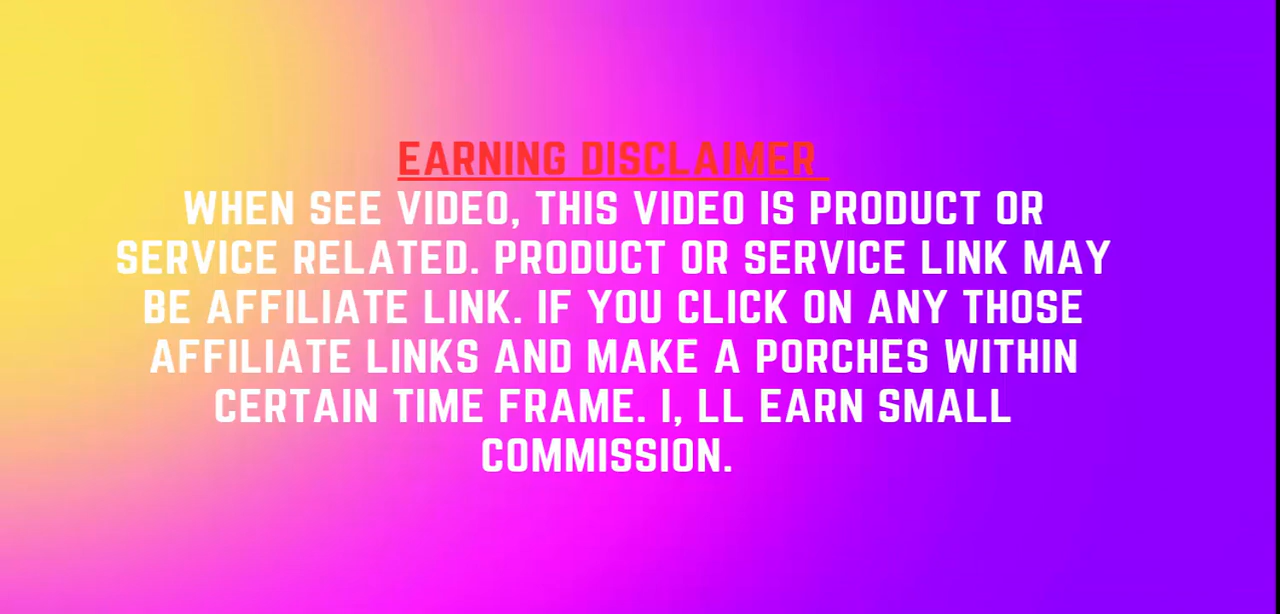 EARNING DISCLAIMER
WHEN SEE VIDEO, THIS VIDEO IS PRODUCT OR
SERVICE RELATED. PRODUCT OR SERVICE LINK MAY
BE AFFILIATE LINK. IF YOU CLICK ON ANY THOSE
AFFILIATE LINKS AND MAKE A PORCHES WITHIN
CERTAIN TIME FRAME. I, LL EARN SMALL
COMMISSION.